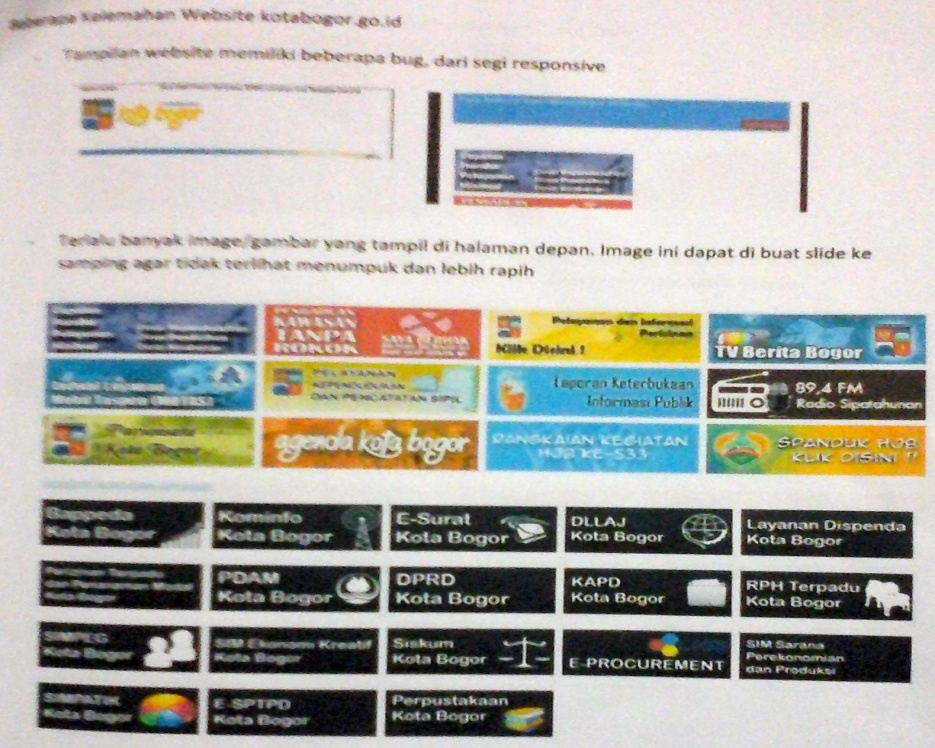 Beberapa kelemahan Website kotabogor.go.id
- Tampilan website memiliki beberapa bug, dari segi responsive
kota bogor
PENGADUAN
- Terlalu banyak image/gambar yang tampil di halaman depan. Image ini dapat di buat slide ke
samping agar tidak terlihat menumpuk dan lebih rapih
PENGADUAN
KAWASAN
TANPA
ROKOK
Pelayanan dan Informasi
Perizinan
Klik Disini !
TV Berita Bogor
PELAYANAN
KEPENDUDUKAN
DAN PENCATATAN SIPIL
Laporan Keterbukaan
Informasi Publik
89,4 FM
Radio Sipatahunan
Pariwisata
Kota Bogor
agenda kota bogor
RANGKAIAN KEGIATAN
HJB KE-533
SPANDUK HJB
KLIK DISINI !!
Bappeda
Kota Bogor
Kominfo
Kota Bogor
E-Surat
Kota Bogor
DLLAJ
Kota Bogor
Layanan Dispenda
Kota Bogor
Kota Bogor
PDAM
Kota Bogor
DPRD
Kota Bogor
KAPD
Kota Bogor
RPH Terpadu
Kota Bogor
SIMPEG
Kota Bogor
SIM Ekonomi Kreatif
Kota Bogor
Siskum
Kota Bogor
E-PROCUREMENT
SIM Sarana
Perekonomian
dan Produksi
SIMPATIK
Kota Bogor
E-SPTPD
Kota Bogor
Perpustakaan
Kota Bogor